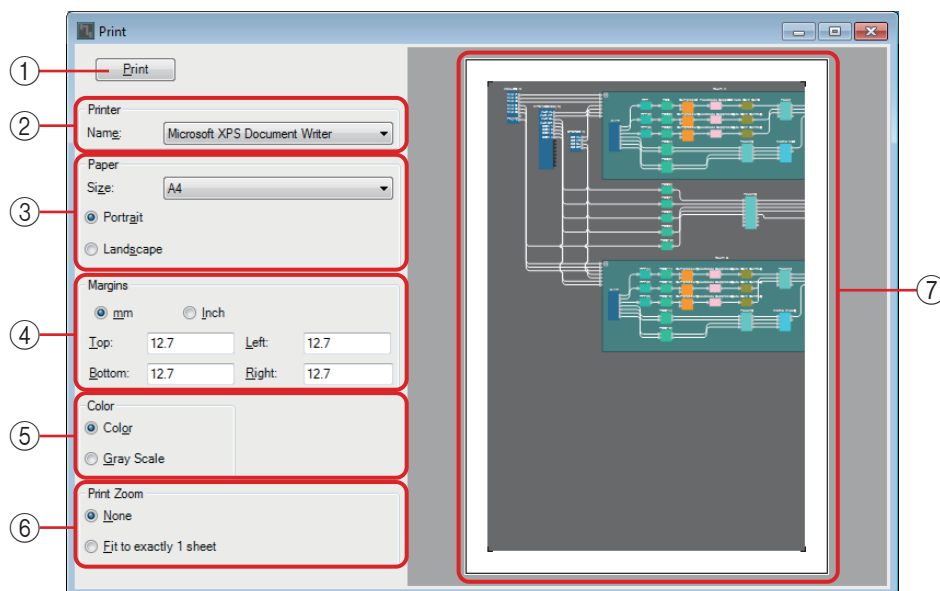 Print
① Print
② Printer
Name: Microsoft XPS Document Writer
③ Paper
Size: A4
Portrait
Landscape
④ Margins
mm Inch
Top: 12.7 Left: 12.7
Bottom: 12.7 Right: 12.7
⑤ Color
Color
Gray Scale
⑥ Print Zoom
None
Fit to exactly 1 sheet
⑦